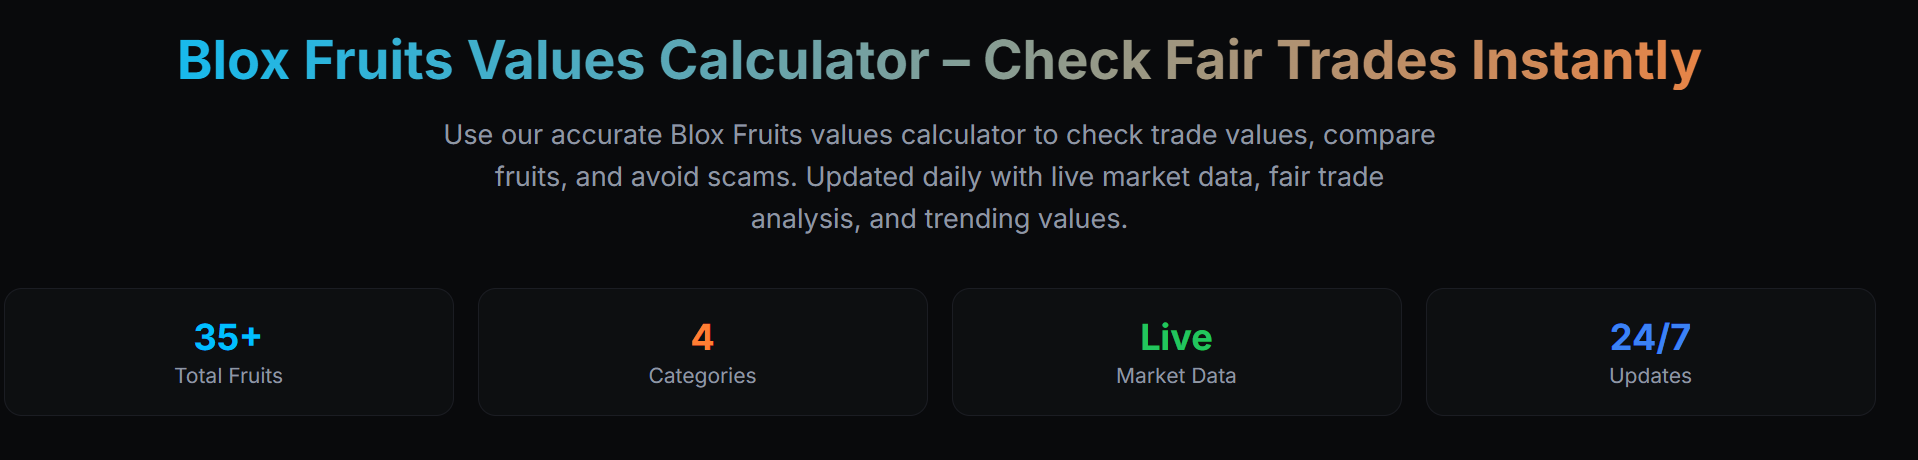 Blox Fruits Values Calculator – Check Fair Trades Instantly
Use our accurate Blox Fruits values calculator to check trade values, compare
fruits, and avoid scams. Updated daily with live market data, fair trade
analysis, and trending values.
35+
Total Fruits
4
Categories
Live
Market Data
24/7
Updates